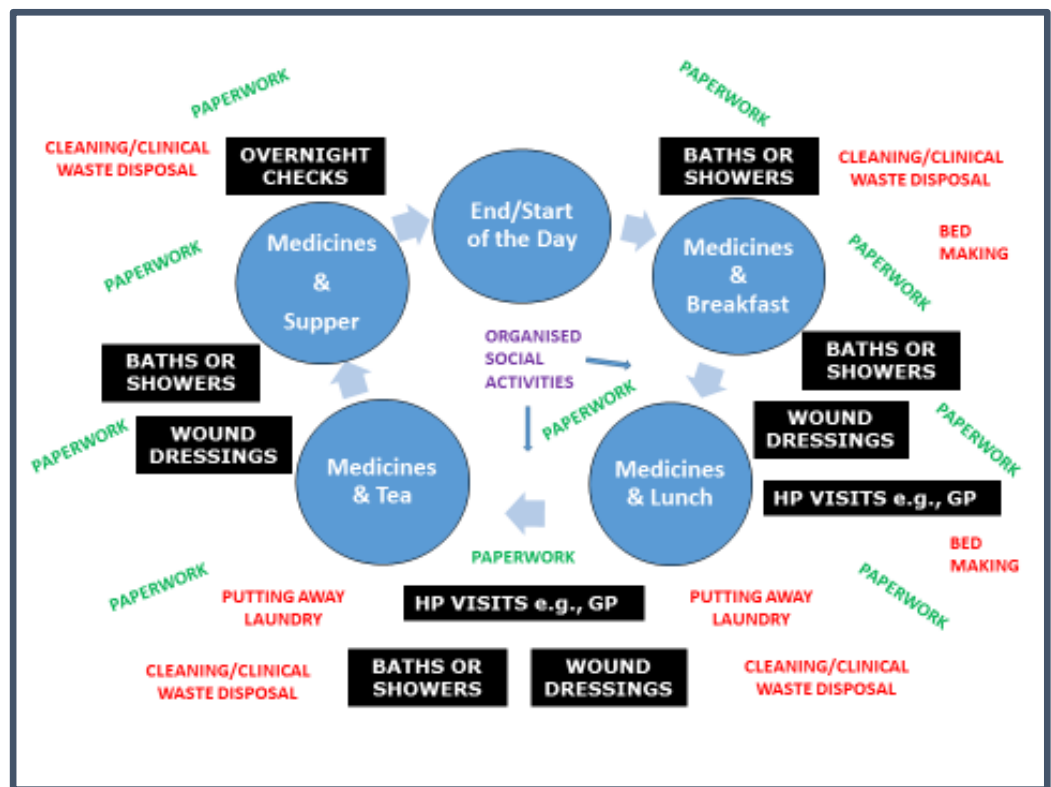 PAPERWORK
PAPERWORK
CLEANING/CLINICAL
WASTE DISPOSAL
OVERNIGHT
CHECKS
End/Start
of the Day
BATHS OR
SHOWERS
CLEANING/CLINICAL
WASTE DISPOSAL
BED
MAKING
PAPERWORK
Medicines
&
Supper
Medicines
&
Breakfast
PAPERWORK
ORGANISED
SOCIAL
ACTIVITIES
BATHS OR
SHOWERS
BATHS OR
SHOWERS
PAPERWORK
PAPERWORK
WOUND
DRESSINGS
Medicines
& Tea
PAPERWORK
Medicines
& Lunch
WOUND
DRESSINGS
HP VISITS e.g., GP
PAPERWORK
BED
MAKING
PAPERWORK
PAPERWORK
PUTTING AWAY
LAUNDRY
HP VISITS e.g., GP
PUTTING AWAY
LAUNDRY
PAPERWORK
CLEANING/CLINICAL
WASTE DISPOSAL
BATHS OR
SHOWERS
WOUND
DRESSINGS
CLEANING/CLINICAL
WASTE DISPOSAL